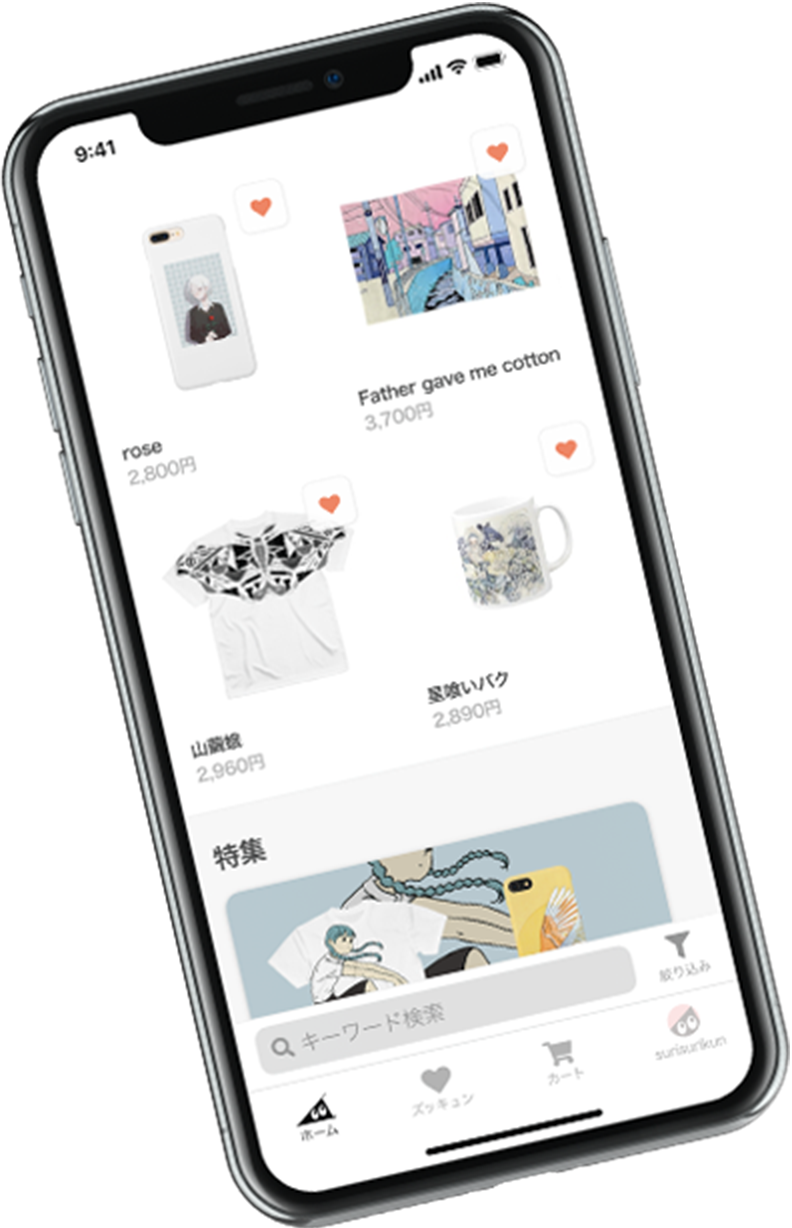 9:41
rose
2,800円
Father gave me cotton
3,700円
山繭蛾
2,960円
茎喰いバク
2,890円
特集
キーワード検索
絞り込み
ホーム
ズッキュン
カート
surisurikun